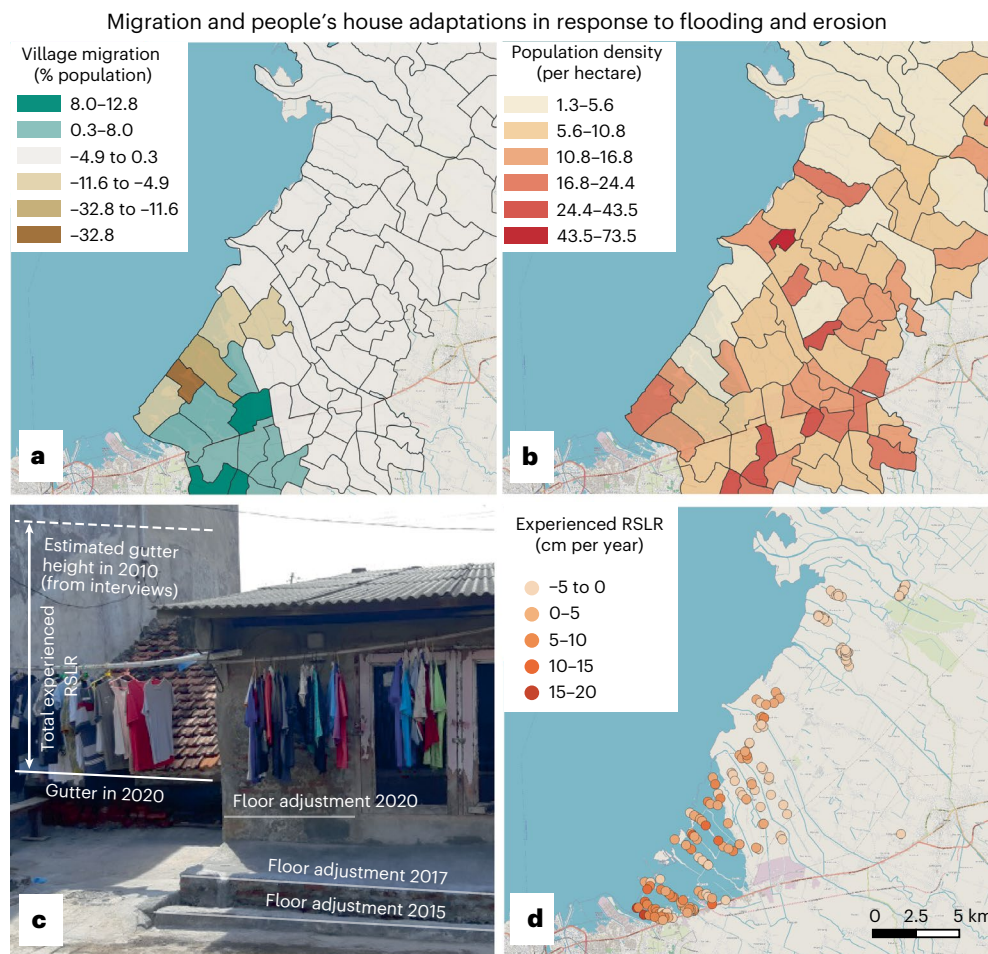 Migration and people's house adaptations in response to flooding and erosion
Village migration
(% population)
8.0–12.8
0.3–8.0
–4.9 to 0.3
–11.6 to –4.9
–32.8 to –11.6
–32.8
a
Population density
(per hectare)
1.3–5.6
5.6–10.8
10.8–16.8
16.8–24.4
24.4–43.5
43.5–73.5
b
Estimated gutter
height in 2010
(from interviews)
Total experienced
RSLR
Gutter in 2020
Floor adjustment 2020
Floor adjustment 2017
Floor adjustment 2015
c
Experienced RSLR
(cm per year)
–5 to 0
0–5
5–10
10–15
15–20
0 2.5 5 km
d